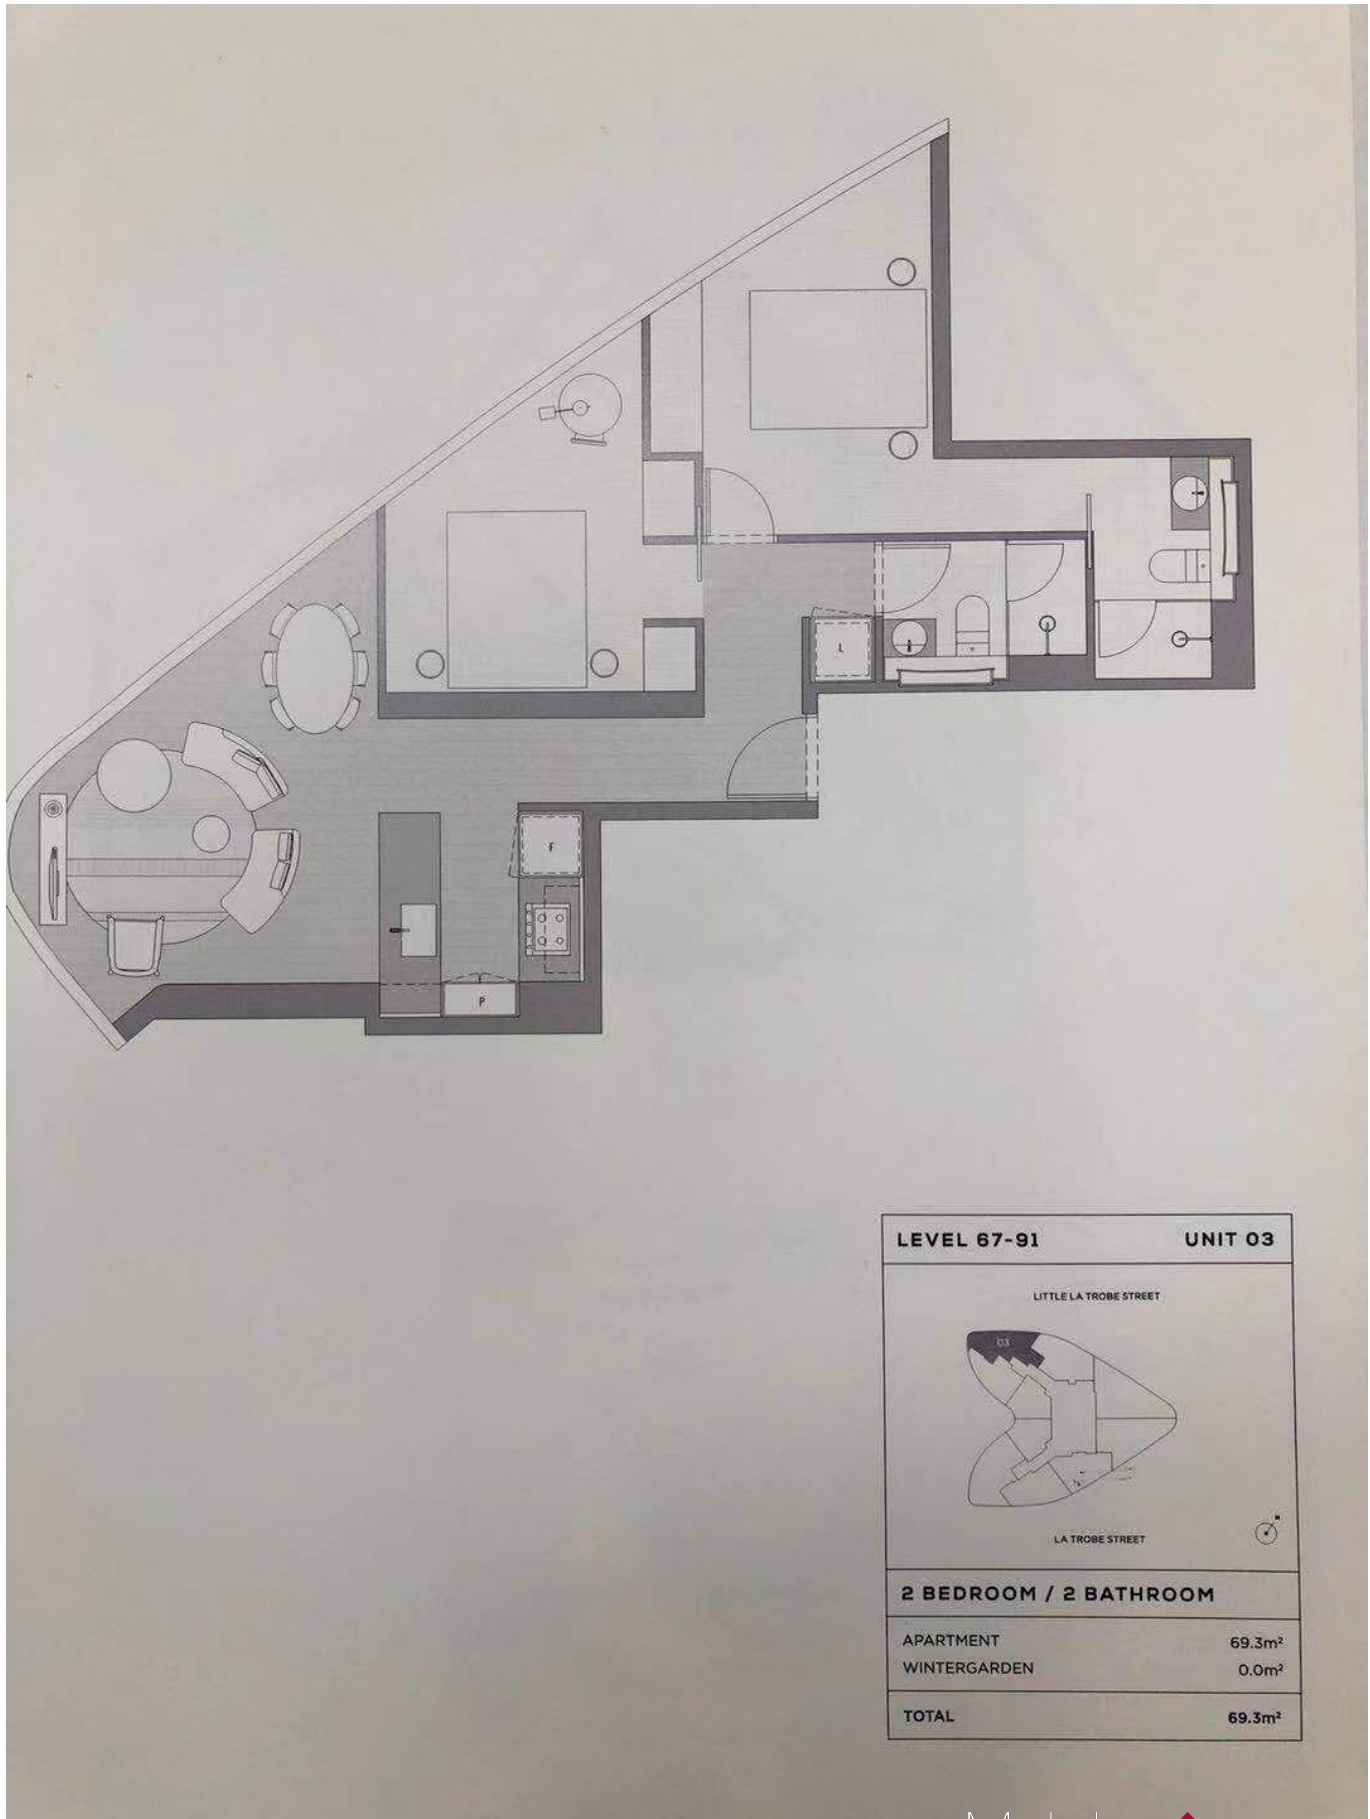 L
F
P
LEVEL 67-91 UNIT 03
LITTLE LA TROBE STREET
03
LA TROBE STREET
2 BEDROOM / 2 BATHROOM
APARTMENT 69.3m²
WINTERGARDEN 0.0m²
TOTAL 69.3m²